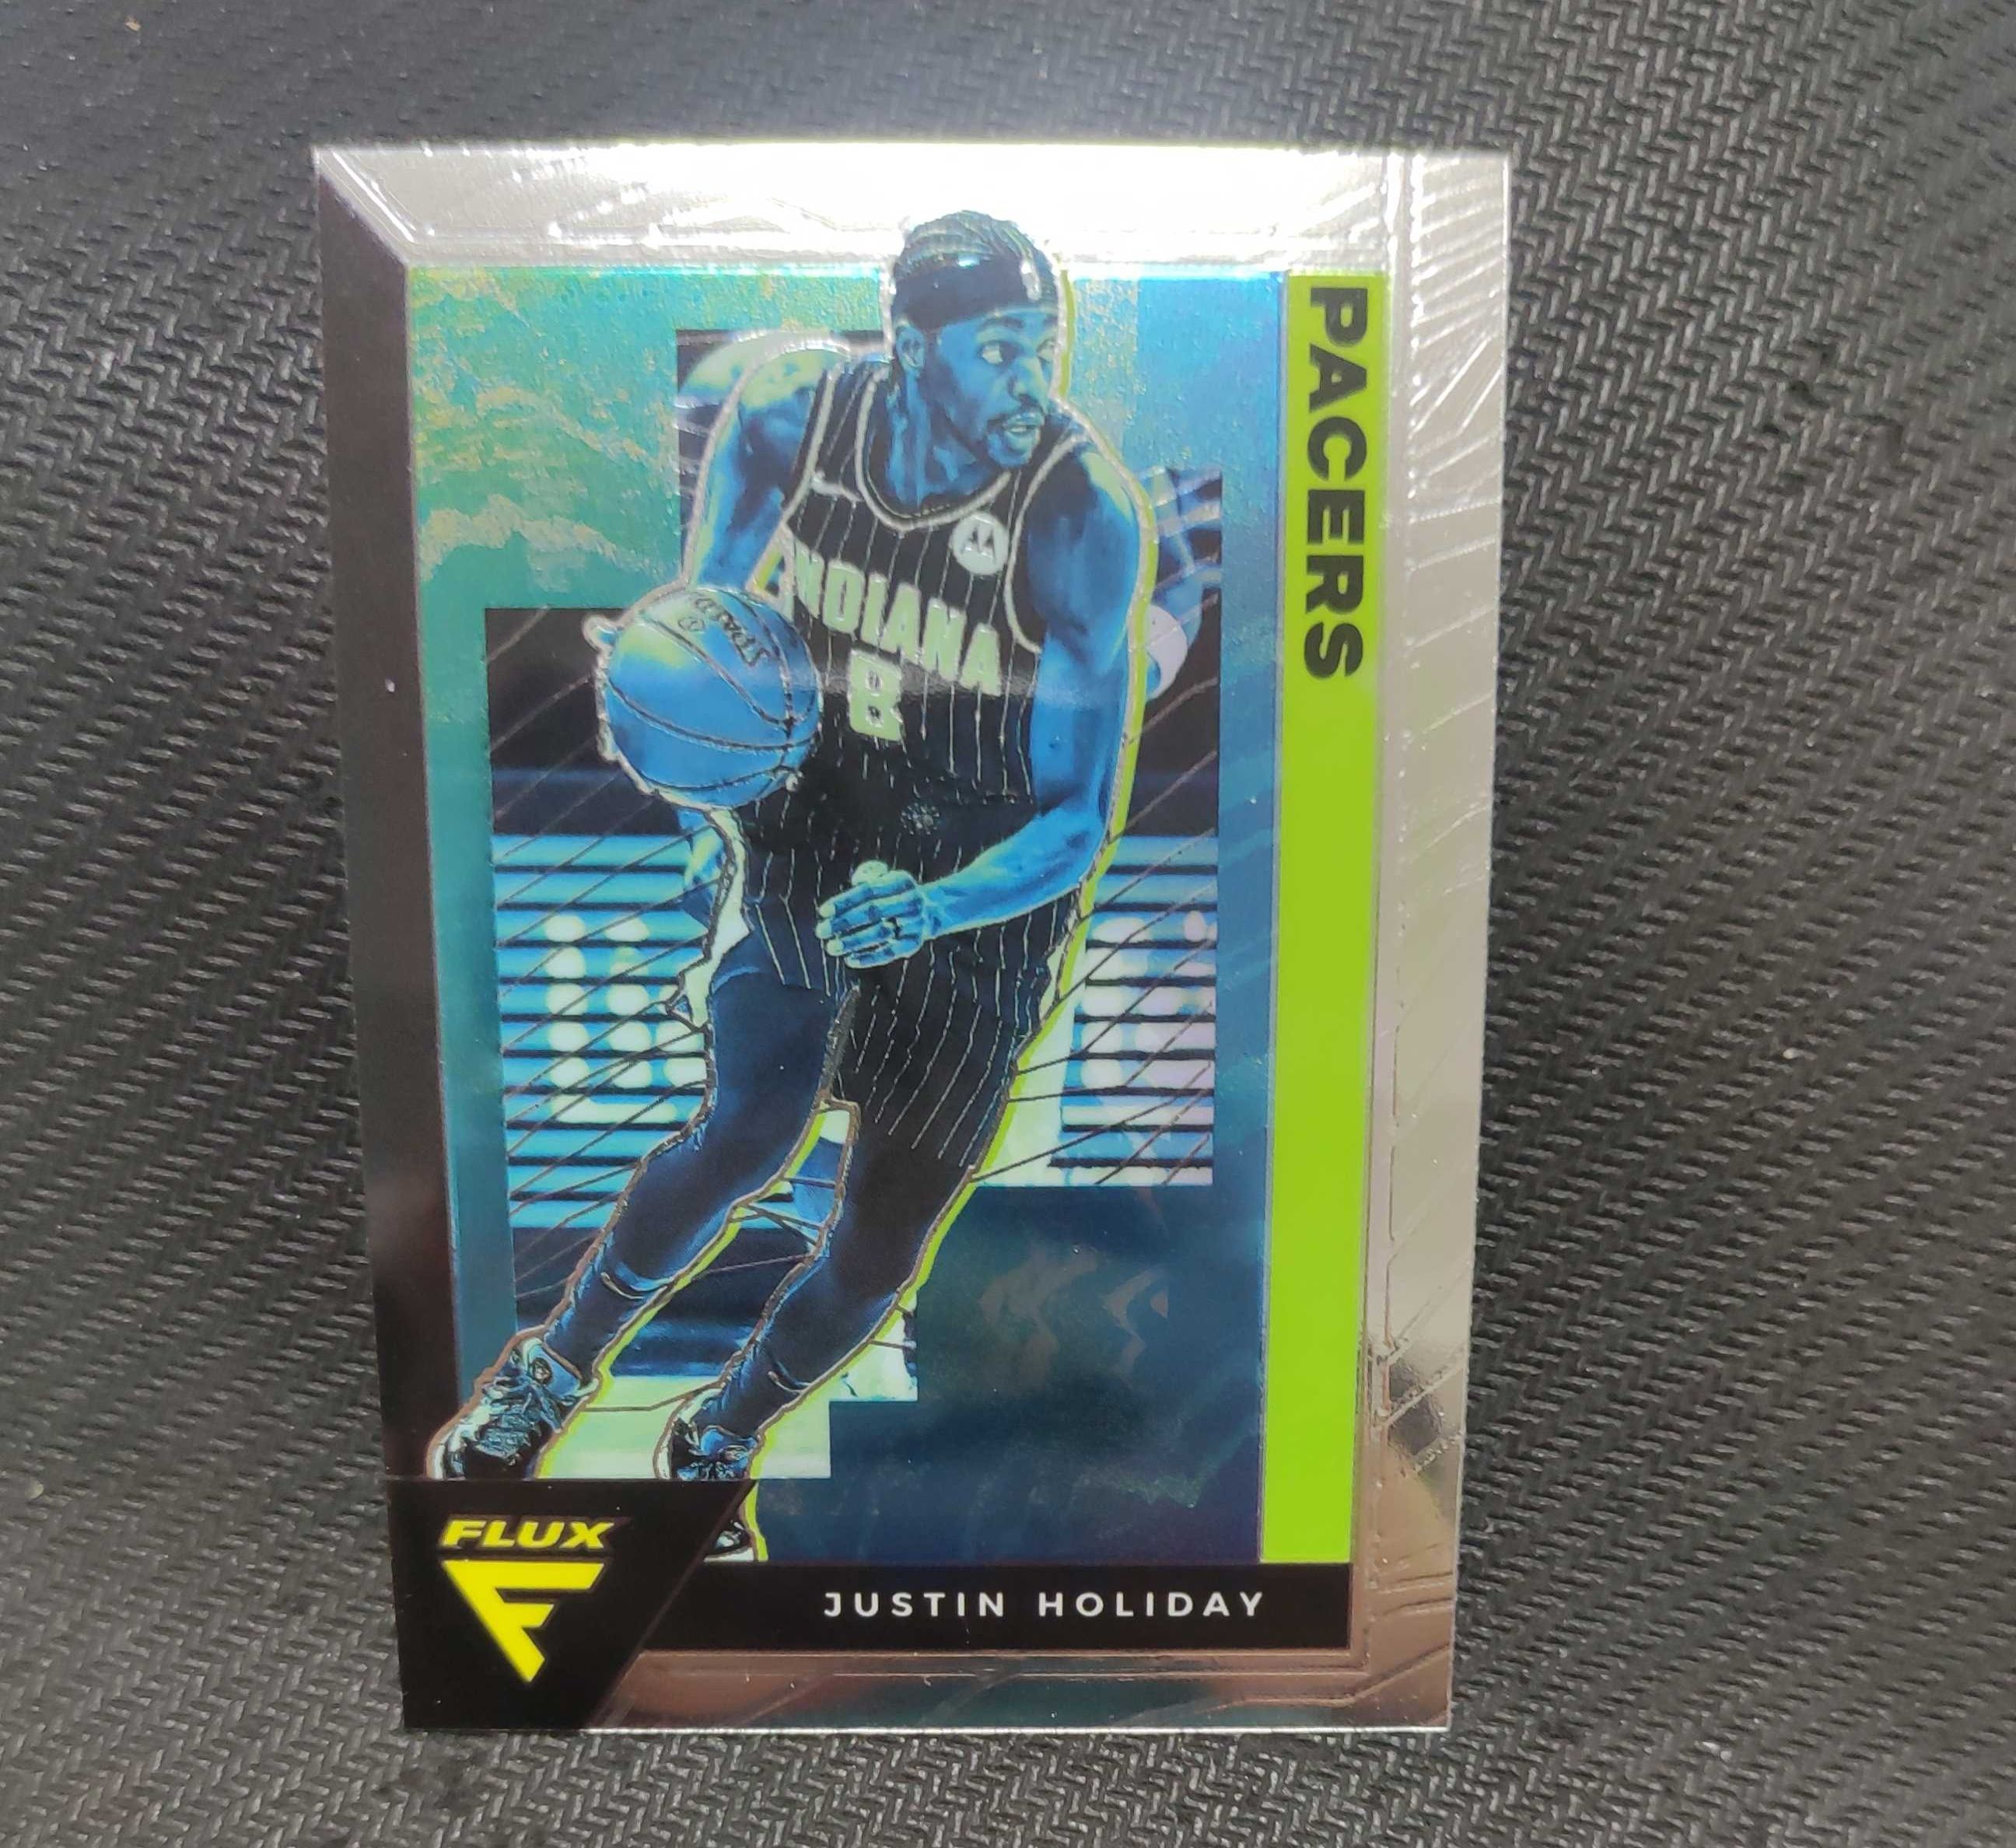 PACERS
INDIANA
8
FLUX
JUSTIN HOLIDAY